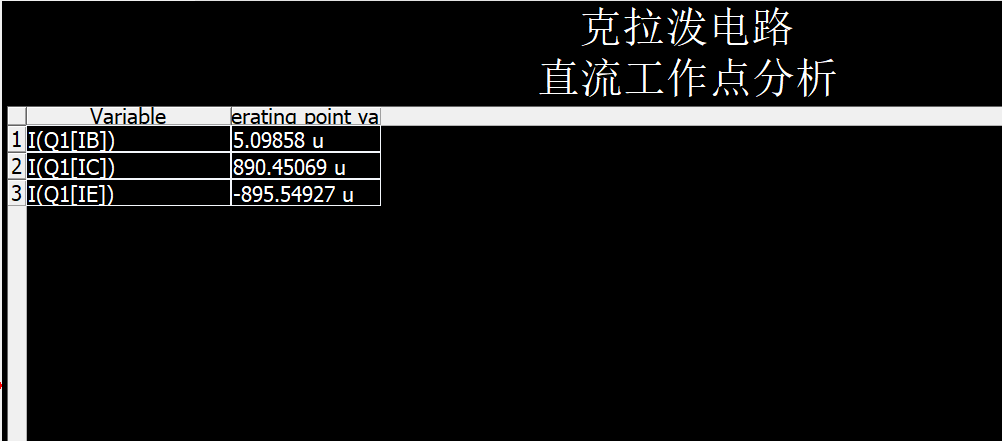 克拉泼电路
直流工作点分析
Variable erating point va
1 I(Q1[IB]) 5.09858 u
2 I(Q1[IC]) 890.45069 u
3 I(Q1[IE]) -895.54927 u